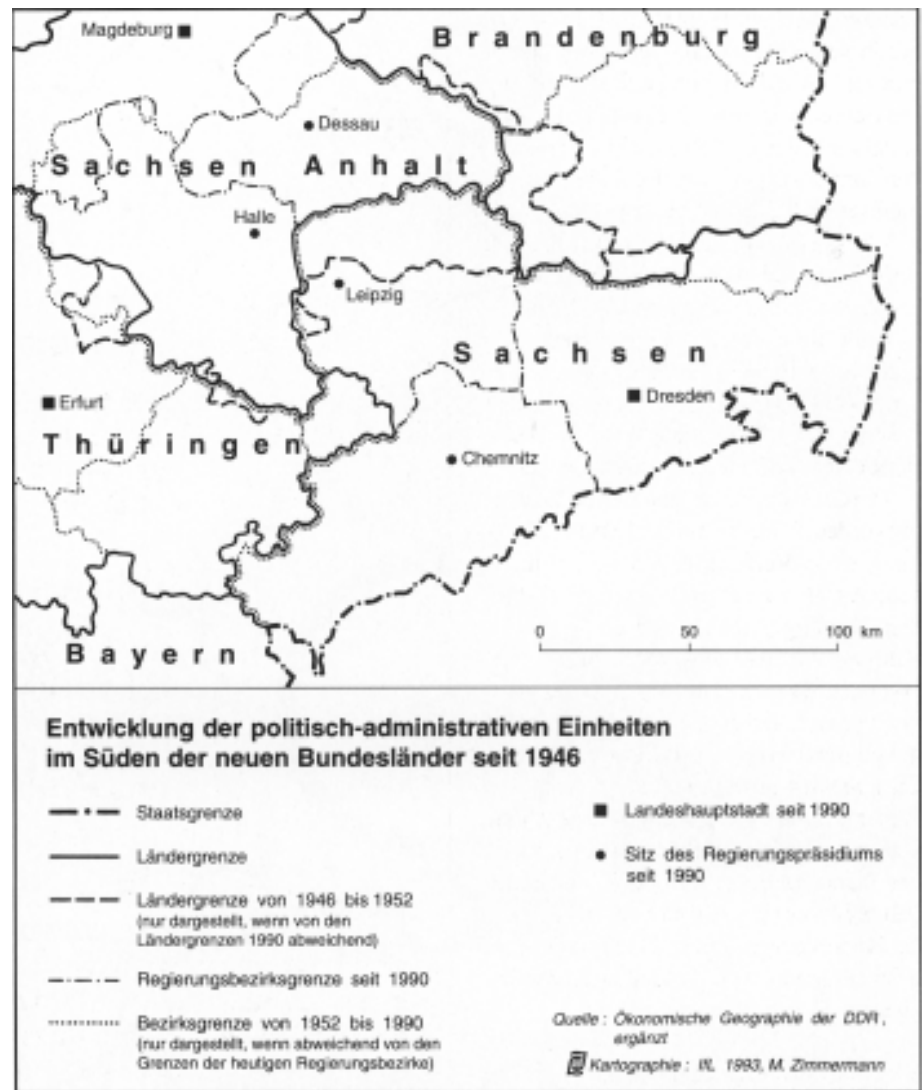 Magdeburg
Brandenburg
Dessau
Sachsen Anhalt
Halle
Leipzig
Sachsen
Erfurt
Dresden
Thüringen
Chemnitz
Bayern
0 50 100 km
Entwicklung der politisch-administrativen Einheiten
im Süden der neuen Bundesländer seit 1946
Staatsgrenze
Ländergrenze
Ländergrenze von 1946 bis 1952
(nur dargestellt, wenn von den
Ländergrenzen 1990 abweichend)
Regierungsbezirksgrenze seit 1990
Bezirksgrenze von 1952 bis 1990
(nur dargestellt, wenn abweichend von den
Grenzen der heutigen Regierungsbezirke)
Landeshauptstadt seit 1990
Sitz des Regierungspräsidiums
seit 1990
Quelle: Ökonomische Geographie der DDR,
ergänzt
Kartographie: IfL 1993, M. Zimmermann